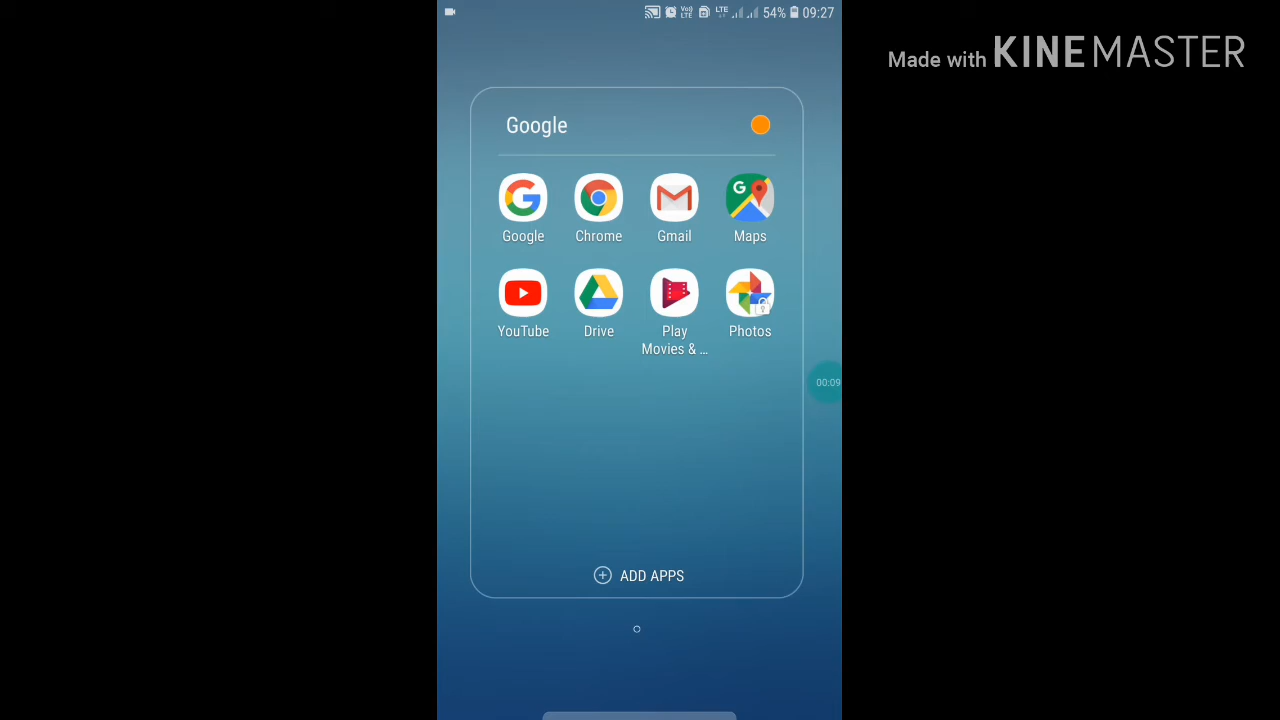 54% 09:27
Made with KINEMASTER
Google
Google Chrome Gmail Maps
YouTube Drive Play Movies & ... Photos
00:09
ADD APPS